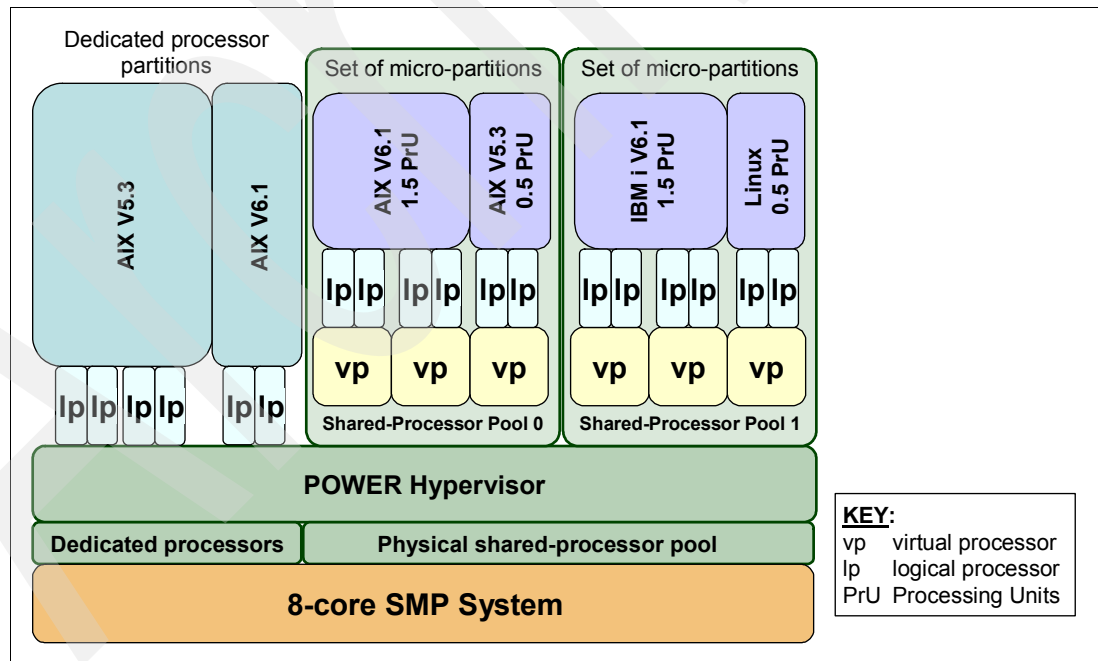 Dedicated processor
partitions
Set of micro-partitions
Set of micro-partitions
AIX V5.3
AIX V6.1
AIX V6.1
1.5 PrU
AIX V5.3
0.5 PrU
IBM i V6.1
1.5 PrU
Linux
0.5 PrU
lp lp lp lp lp lp
lp lp lp lp lp lp
vp vp vp
vp vp vp
lp lp lp lp
lp lp
Shared-Processor Pool 0
Shared-Processor Pool 1
POWER Hypervisor
Dedicated processors
Physical shared-processor pool
8-core SMP System
KEY:
vp virtual processor
lp logical processor
PrU Processing Units